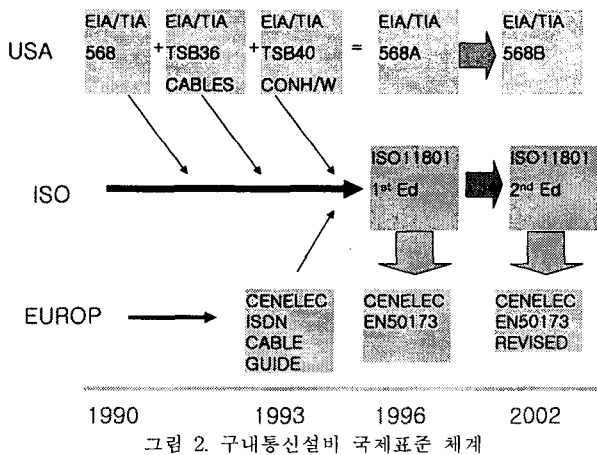 USA
EIA/TIA
568
+
EIA/TIA
TSB36
CABLES
+
EIA/TIA
TSB40
CONH/W
=
EIA/TIA
568A
EIA/TIA
568B
ISO
ISO11801
1st Ed
ISO11801
2nd Ed
EUROP
CENELEC
ISDN
CABLE
GUIDE
CENELEC
EN50173
CENELEC
EN50173
REVISED
1990 1993 1996 2002
그림 2. 구내통신설비 국제표준 체계